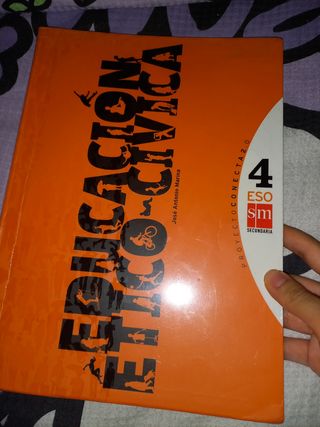 EDUCACIÓN
ÉTICO-CÍVICA
José Antonio Marina
PROYECTO CONECTA 2.0
4
ESO
sm
SECUNDARIA